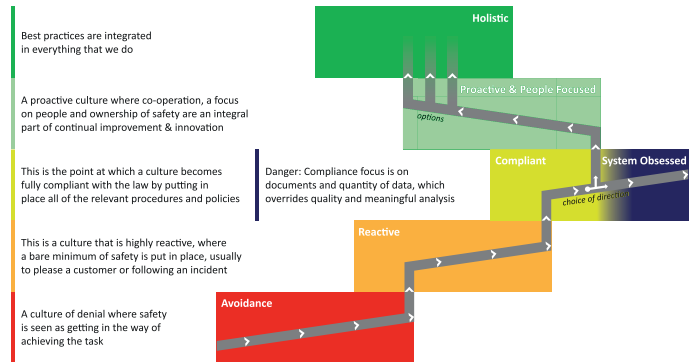 Holistic
Best practices are integrated
in everything that we do
Proactive & People Focused
A proactive culture where co-operation, a focus
on people and ownership of safety are an integral
part of continual improvement & innovation
options
Compliant
System Obsessed
This is the point at which a culture becomes
fully compliant with the law by putting in
place all of the relevant procedures and policies
Danger: Compliance focus is on
documents and quantity of data, which
overrides quality and meaningful analysis
choice of direction
Reactive
This is a culture that is highly reactive, where
a bare minimum of safety is put in place, usually
to please a customer or following an incident
Avoidance
A culture of denial where safety
is seen as getting in the way of
achieving the task